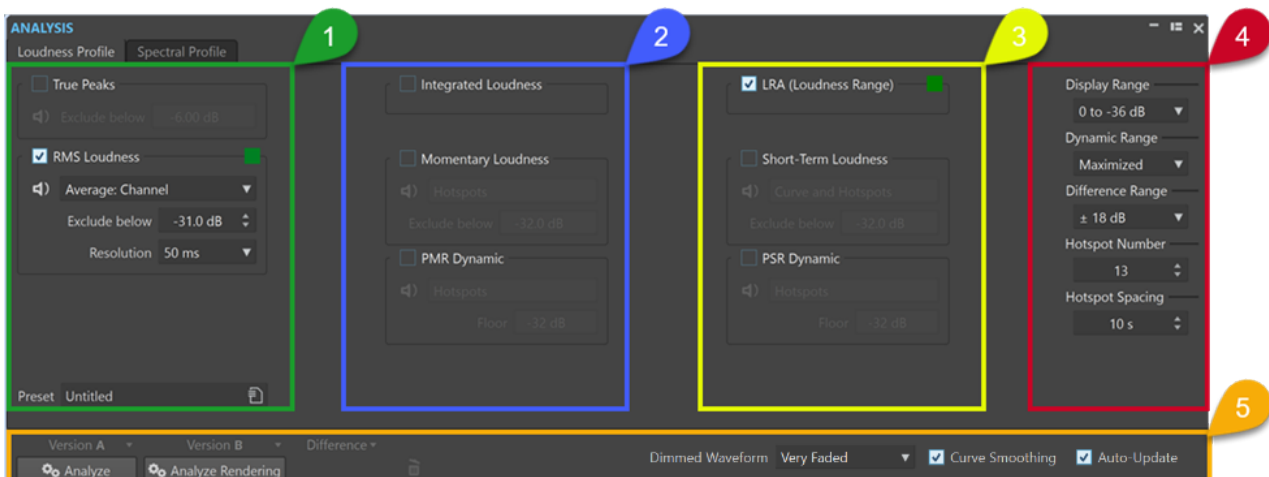 ANALYSIS
Loudness Profile
Spectral Profile
1
2
3
4
5
True Peaks
Exclude below -6.00 dB
RMS Loudness
Average: Channel
Exclude below -31.0 dB
Resolution 50 ms
Preset Untitled
Integrated Loudness
Momentary Loudness
Hotspots
Exclude below -32.0 dB
PMR Dynamic
Hotspots
Floor -32 dB
LRA (Loudness Range)
Short-Term Loudness
Curve and Hotspots
Exclude below -32.0 dB
PSR Dynamic
Hotspots
Floor -32 dB
Display Range
0 to -36 dB
Dynamic Range
Maximized
Difference Range
± 18 dB
Hotspot Number
13
Hotspot Spacing
10 s
Version A
Version B
Difference
Analyze
Analyze Rendering
Dimmed Waveform Very Faded
Curve Smoothing
Auto-Update